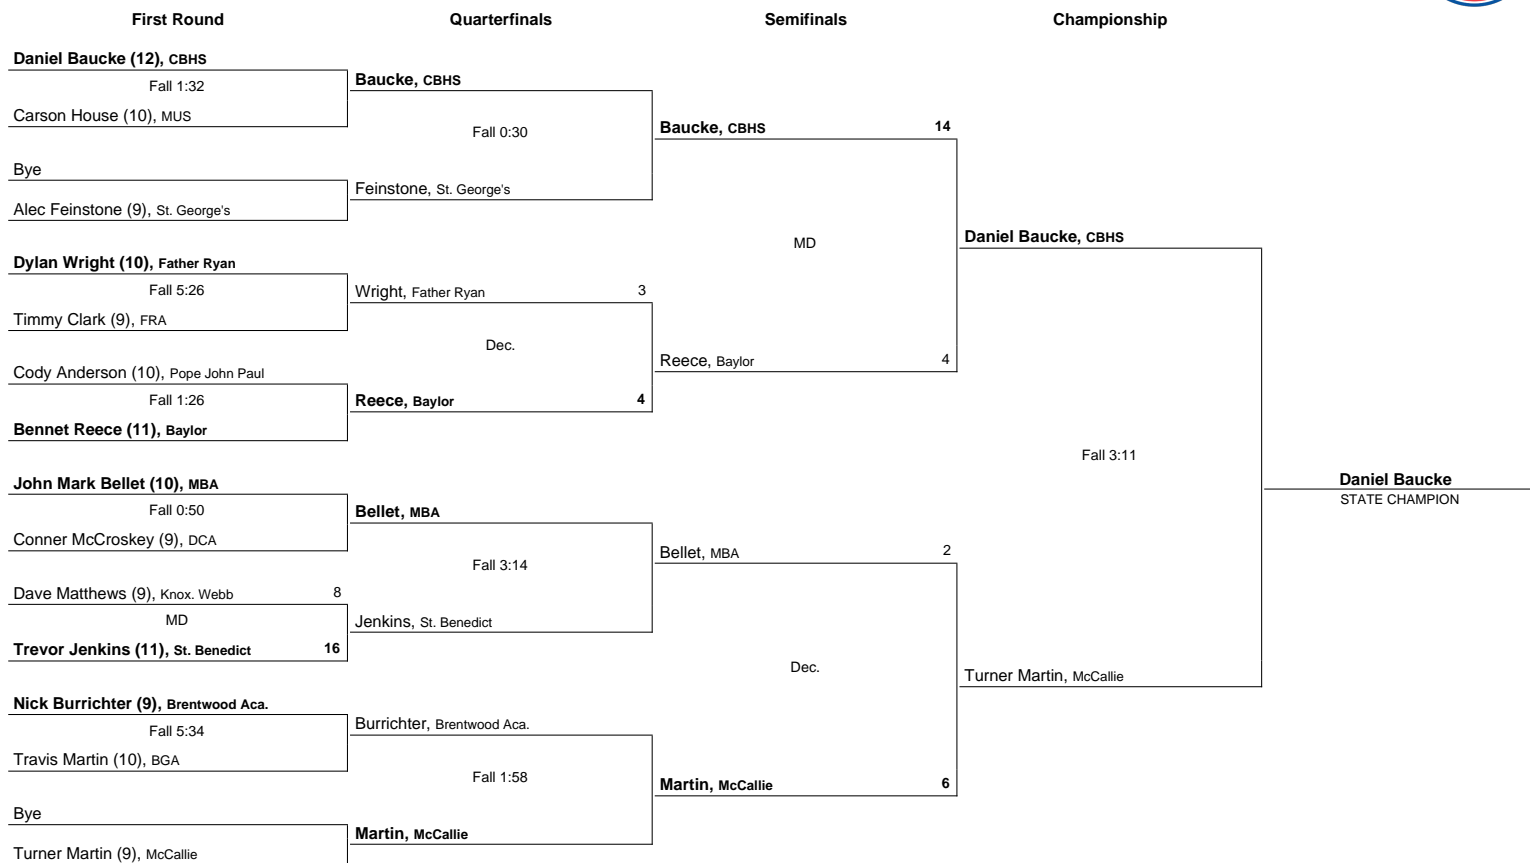 First Round Quarterfinals Semifinals Championship
Daniel Baucke (12), CBHS
Fall 1:32
Carson House (10), MUS
Bye
Alec Feinstone (9), St. George's
Dylan Wright (10), Father Ryan
Fall 5:26
Timmy Clark (9), FRA
Cody Anderson (10), Pope John Paul
Fall 1:26
Bennet Reece (11), Baylor
John Mark Bellet (10), MBA
Fall 0:50
Conner McCroskey (9), DCA
Dave Matthews (9), Knox. Webb 8
MD
Trevor Jenkins (11), St. Benedict 16
Nick Burrichter (9), Brentwood Aca.
Fall 5:34
Travis Martin (10), BGA
Bye
Turner Martin (9), McCallie
Baucke, CBHS
Fall 0:30
Feinstone, St. George's
Wright, Father Ryan 3
Dec.
Reece, Baylor 4
Bellet, MBA
Fall 3:14
Jenkins, St. Benedict
Burrichter, Brentwood Aca.
Fall 1:58
Martin, McCallie
Baucke, CBHS 14
MD
Reece, Baylor 4
Bellet, MBA 2
Dec.
Martin, McCallie 6
Daniel Baucke, CBHS
Fall 3:11
Turner Martin, McCallie
Daniel Baucke
STATE CHAMPION